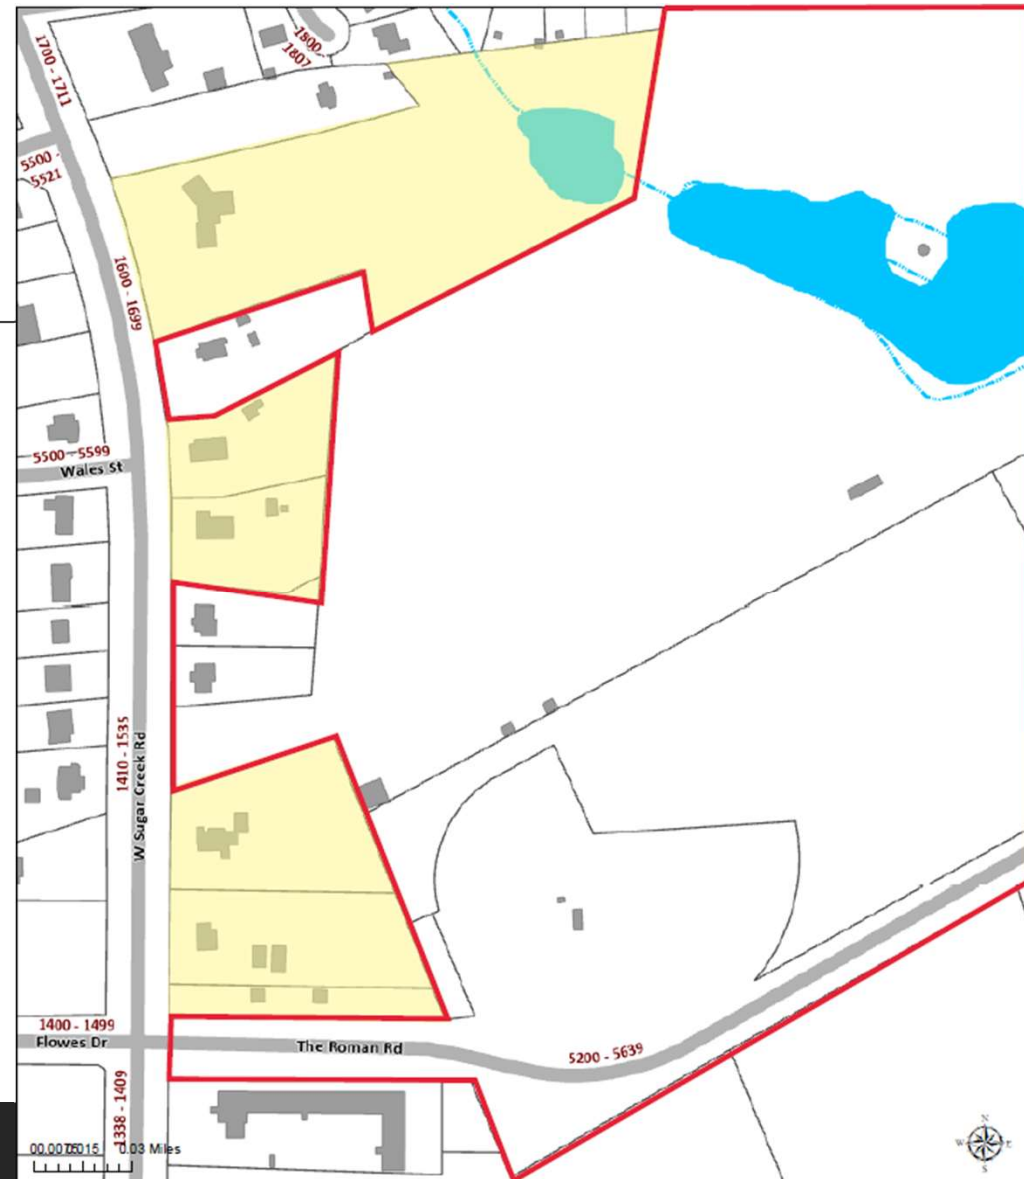 1700 - 1711
1800
1807
5500 -
5521
1600 - 1699
5500 - 5599
Wales St
1410 - 1535
W Sugar Creek Rd
1400 - 1499
Flowes Dr
The Roman Rd
5200 - 5639
1338 - 1409
0.03 Miles
N
W
E
S